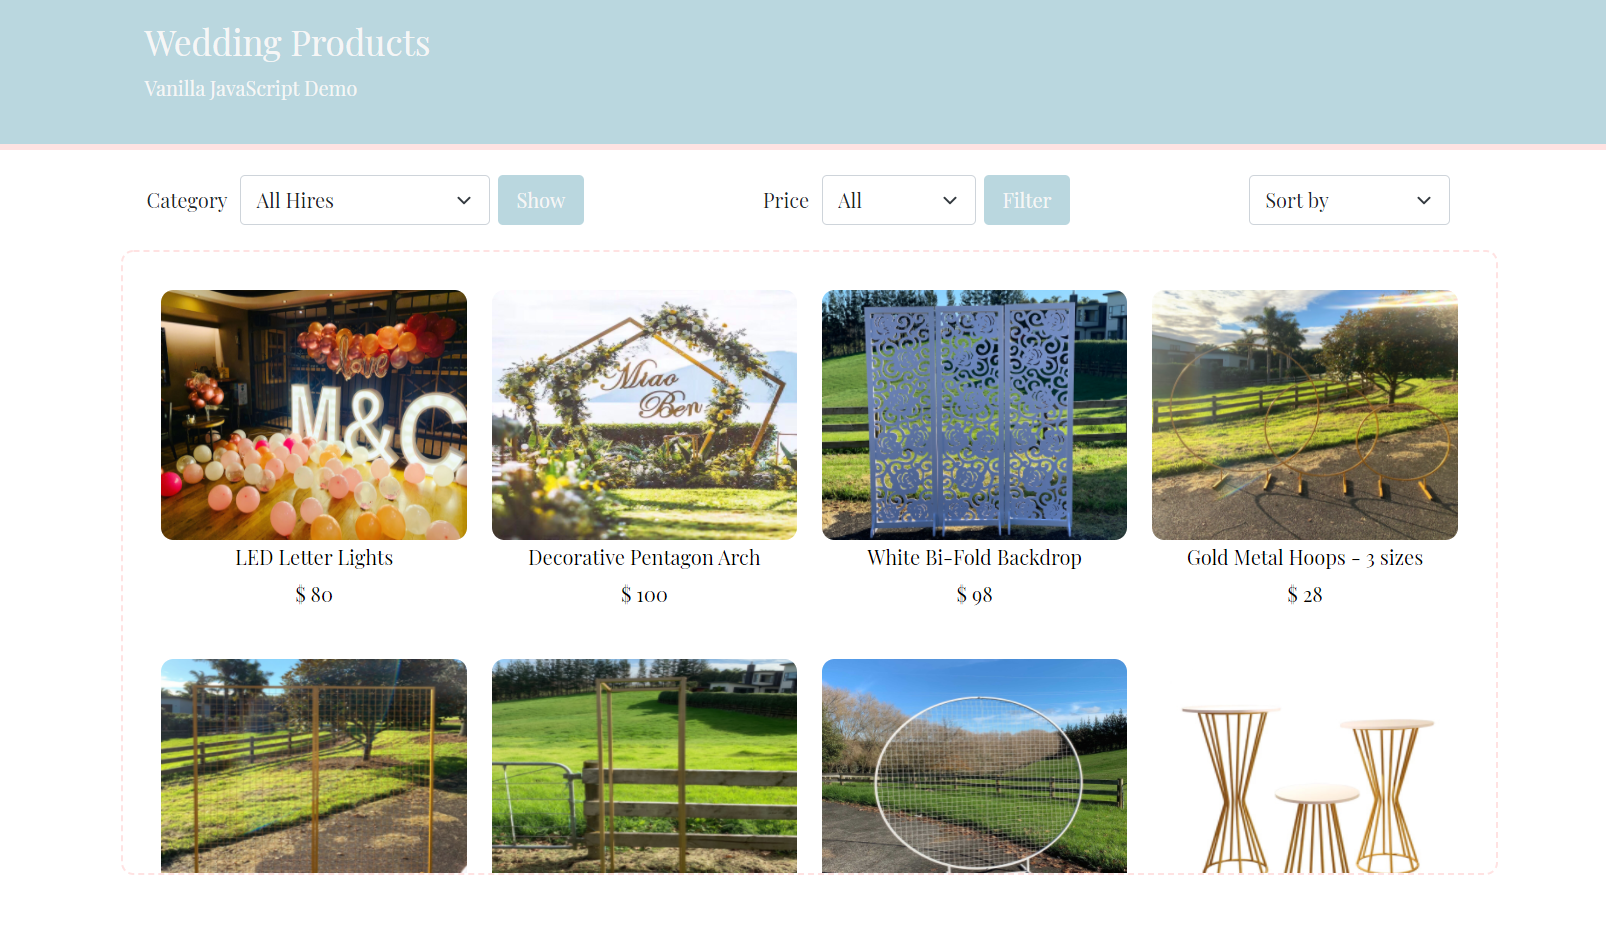 Wedding Products
Vanilla JavaScript Demo
Category All Hires Show Price All Filter Sort by
M&C
Miao
Ben
LED Letter Lights
$ 80
Decorative Pentagon Arch
$ 100
White Bi-Fold Backdrop
$ 98
Gold Metal Hoops - 3 sizes
$ 28